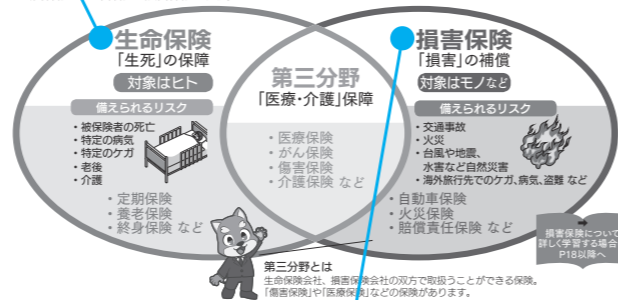 生命保険
「生死」の保障
対象はヒト
備えられるリスク
・被保険者の死亡
・特定の病気
・特定のケガ
・老後
・介護
・定期保険
・養老保険
・終身保険 など
第三分野
「医療・介護」保障
・医療保険
・がん保険
・傷害保険
・介護保険 など
損害保険
「損害」の補償
対象はモノなど
備えられるリスク
・交通事故
・火災
・台風や地震、
水害など自然災害
・海外旅行先でのケガ、病気、盗難 など
・自動車保険
・火災保険
・賠償責任保険 など
➡
損害保険について
詳しく学習する場合
P18以降へ
第三分野とは
生命保険会社、損害保険会社の双方で取扱うことができる保険。
「傷害保険」や「医療保険」などの保険があります。